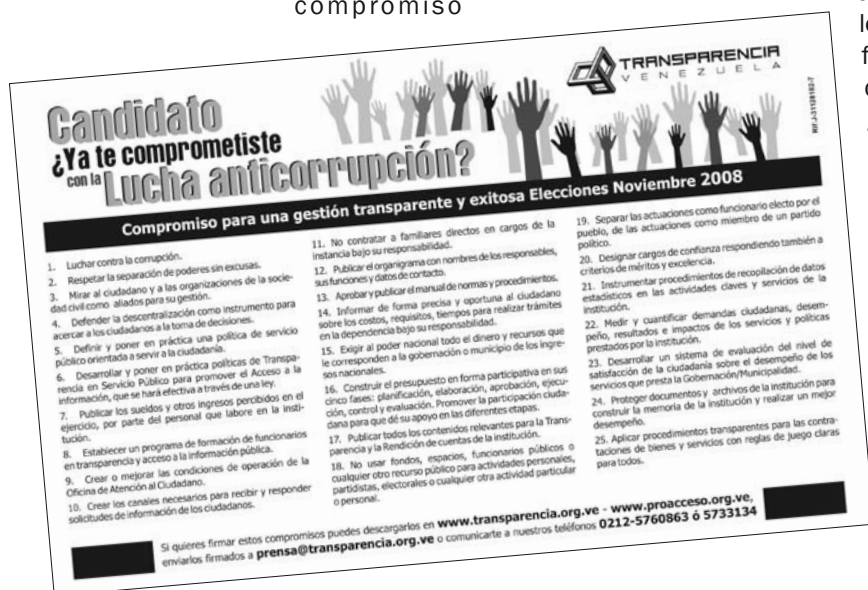 compromiso
TRANSPARENCIA
VENEZUELA
RIF:J-31128182-7
Candidato
¿Ya te comprometiste
con la Lucha anticorrupción?
Compromiso para una gestión transparente y exitosa Elecciones Noviembre 2008
1. Luchar contra la corrupción.
2. Respetar la separación de poderes sin excusas.
3. Mirar al ciudadano y a las organizaciones de la socie-
dad civil como aliados para su gestión.
4. Defender la descentralización como instrumento para
acercar a los ciudadanos a la toma de decisiones.
5. Definir y poner en práctica una política de servicio
público orientada a servir a la ciudadanía.
6. Desarrollar y poner en práctica políticas de Transpa-
rencia en Servicio Público para promover el Acceso a la
información, que se hará efectiva a través de una ley.
7. Publicar los sueldos y otros ingresos percibidos en el
ejercicio, por parte del personal que labore en la insti-
tución.
8. Establecer un programa de formación de funcionarios
en transparencia y acceso a la información pública.
9. Crear o mejorar las condiciones de operación de la
Oficina de Atención al Ciudadano.
10. Crear los canales necesarios para recibir y responder
solicitudes de información de los ciudadanos.
11. No contratar a familiares directos en cargos de la
instancia bajo su responsabilidad.
12. Publicar el organigrama con nombres de los responsables,
sus funciones y datos de contacto.
13. Aprobar y publicar el manual de normas y procedimientos.
14. Informar de forma precisa y oportuna al ciudadano
sobre los costos, requisitos, tiempos para realizar trámites
en la dependencia bajo su responsabilidad.
15. Exigir al poder nacional todo el dinero y recursos que
le corresponden a la gobernación o municipio de los ingre-
sos nacionales.
16. Construir el presupuesto en forma participativa en sus
cinco fases: planificación, elaboración, aprobación, ejecu-
ción, control y evaluación. Promover la participación ciuda-
dana para que dé su apoyo en las diferentes etapas.
17. Publicar todos los contenidos relevantes para la Trans-
parencia y la Rendición de cuentas de la institución.
18. No usar fondos, espacios, funcionarios públicos o
cualquier otro recurso público para actividades personales,
partidistas, electorales o cualquier otra actividad particular
o personal.
19. Separar las actuaciones como funcionario electo por el
pueblo, de las actuaciones como miembro de un partido
político.
20. Designar cargos de confianza respondiendo también a
criterios de méritos y excelencia.
21. Instrumentar procedimientos de recopilación de datos
estadísticos en las actividades claves y servicios de la
institución.
22. Medir y cuantificar demandas ciudadanas, desem-
peño, resultados e impactos de los servicios y políticas
prestados por la institución.
23. Desarrollar un sistema de evaluación del nivel de
satisfacción de la ciudadanía sobre el desempeño de los
servicios que presta la Gobernación/Municipalidad.
24. Proteger documentos y archivos de la institución para
construir la memoria de la institución y realizar un mejor
desempeño.
25. Aplicar procedimientos transparentes para las contra-
taciones de bienes y servicios con reglas de juego claras
para todos.
Si quieres firmar estos compromisos puedes descargarlos en www.transparencia.org.ve - www.proacceso.org.ve,
enviarlos firmados a prensa@transparencia.org.ve o comunicarte a nuestros teléfonos 0212-5760863 ó 5733134